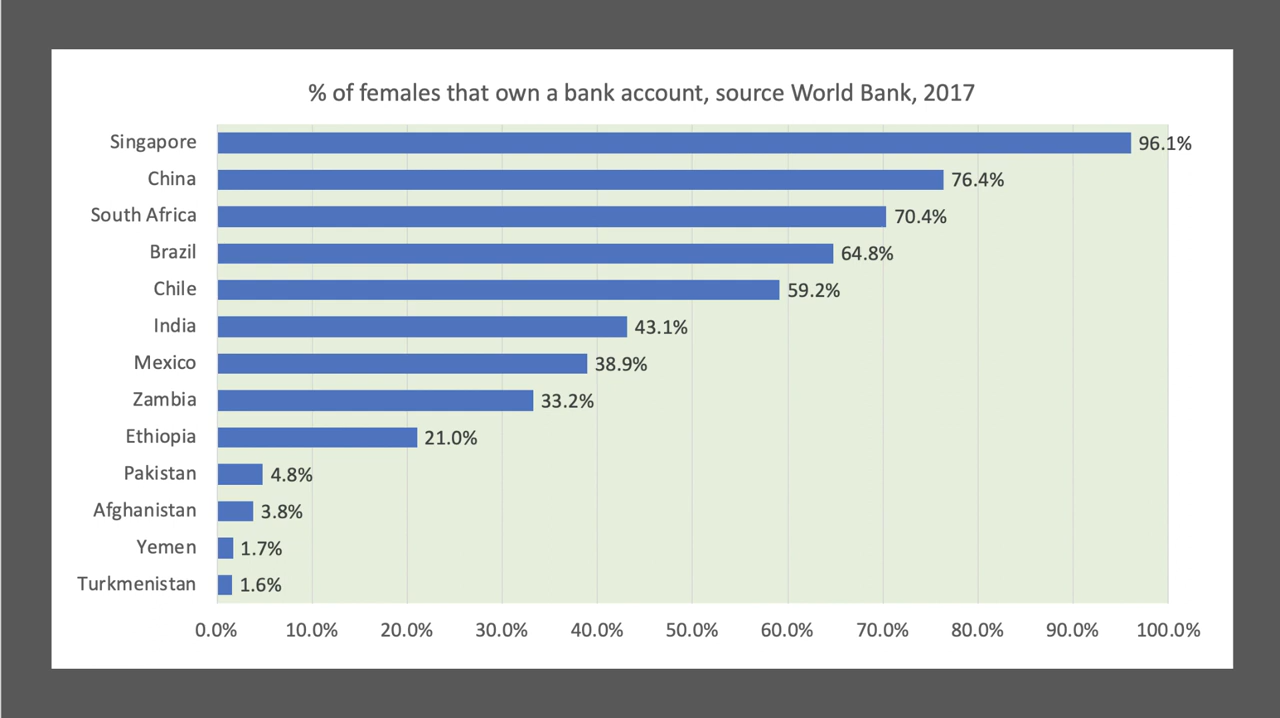 % of females that own a bank account, source World Bank, 2017
Singapore 96.1%
China 76.4%
South Africa 70.4%
Brazil 64.8%
Chile 59.2%
India 43.1%
Mexico 38.9%
Zambia 33.2%
Ethiopia 21.0%
Pakistan 4.8%
Afghanistan 3.8%
Yemen 1.7%
Turkmenistan 1.6%
0.0% 10.0% 20.0% 30.0% 40.0% 50.0% 60.0% 70.0% 80.0% 90.0% 100.0%